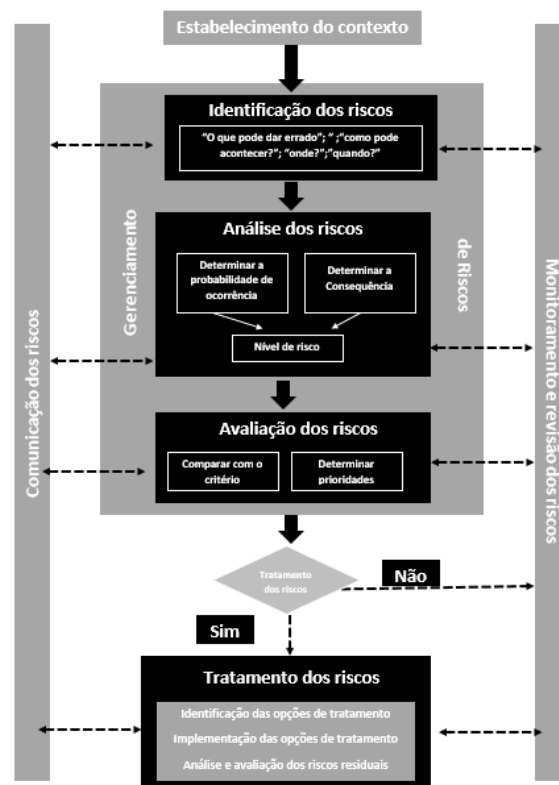 Estabelecimento do contexto
Identificação dos riscos
"O que pode dar errado"; " ;"como pode
acontecer?"; "onde?";"quando?"
Análise dos riscos
Determinar a
probabilidade de
ocorrência
Determinar a
Consequência
Nível de risco
Avaliação dos riscos
Comparar com o
critério
Determinar
prioridades
Gerenciamento
de Riscos
Comunicação dos riscos
Monitoramento e revisão dos riscos
Tratamento
dos riscos
Não
Sim
Tratamento dos riscos
Identificação das opções de tratamento
Implementação das opções de tratamento
Análise e avaliação dos riscos residuais